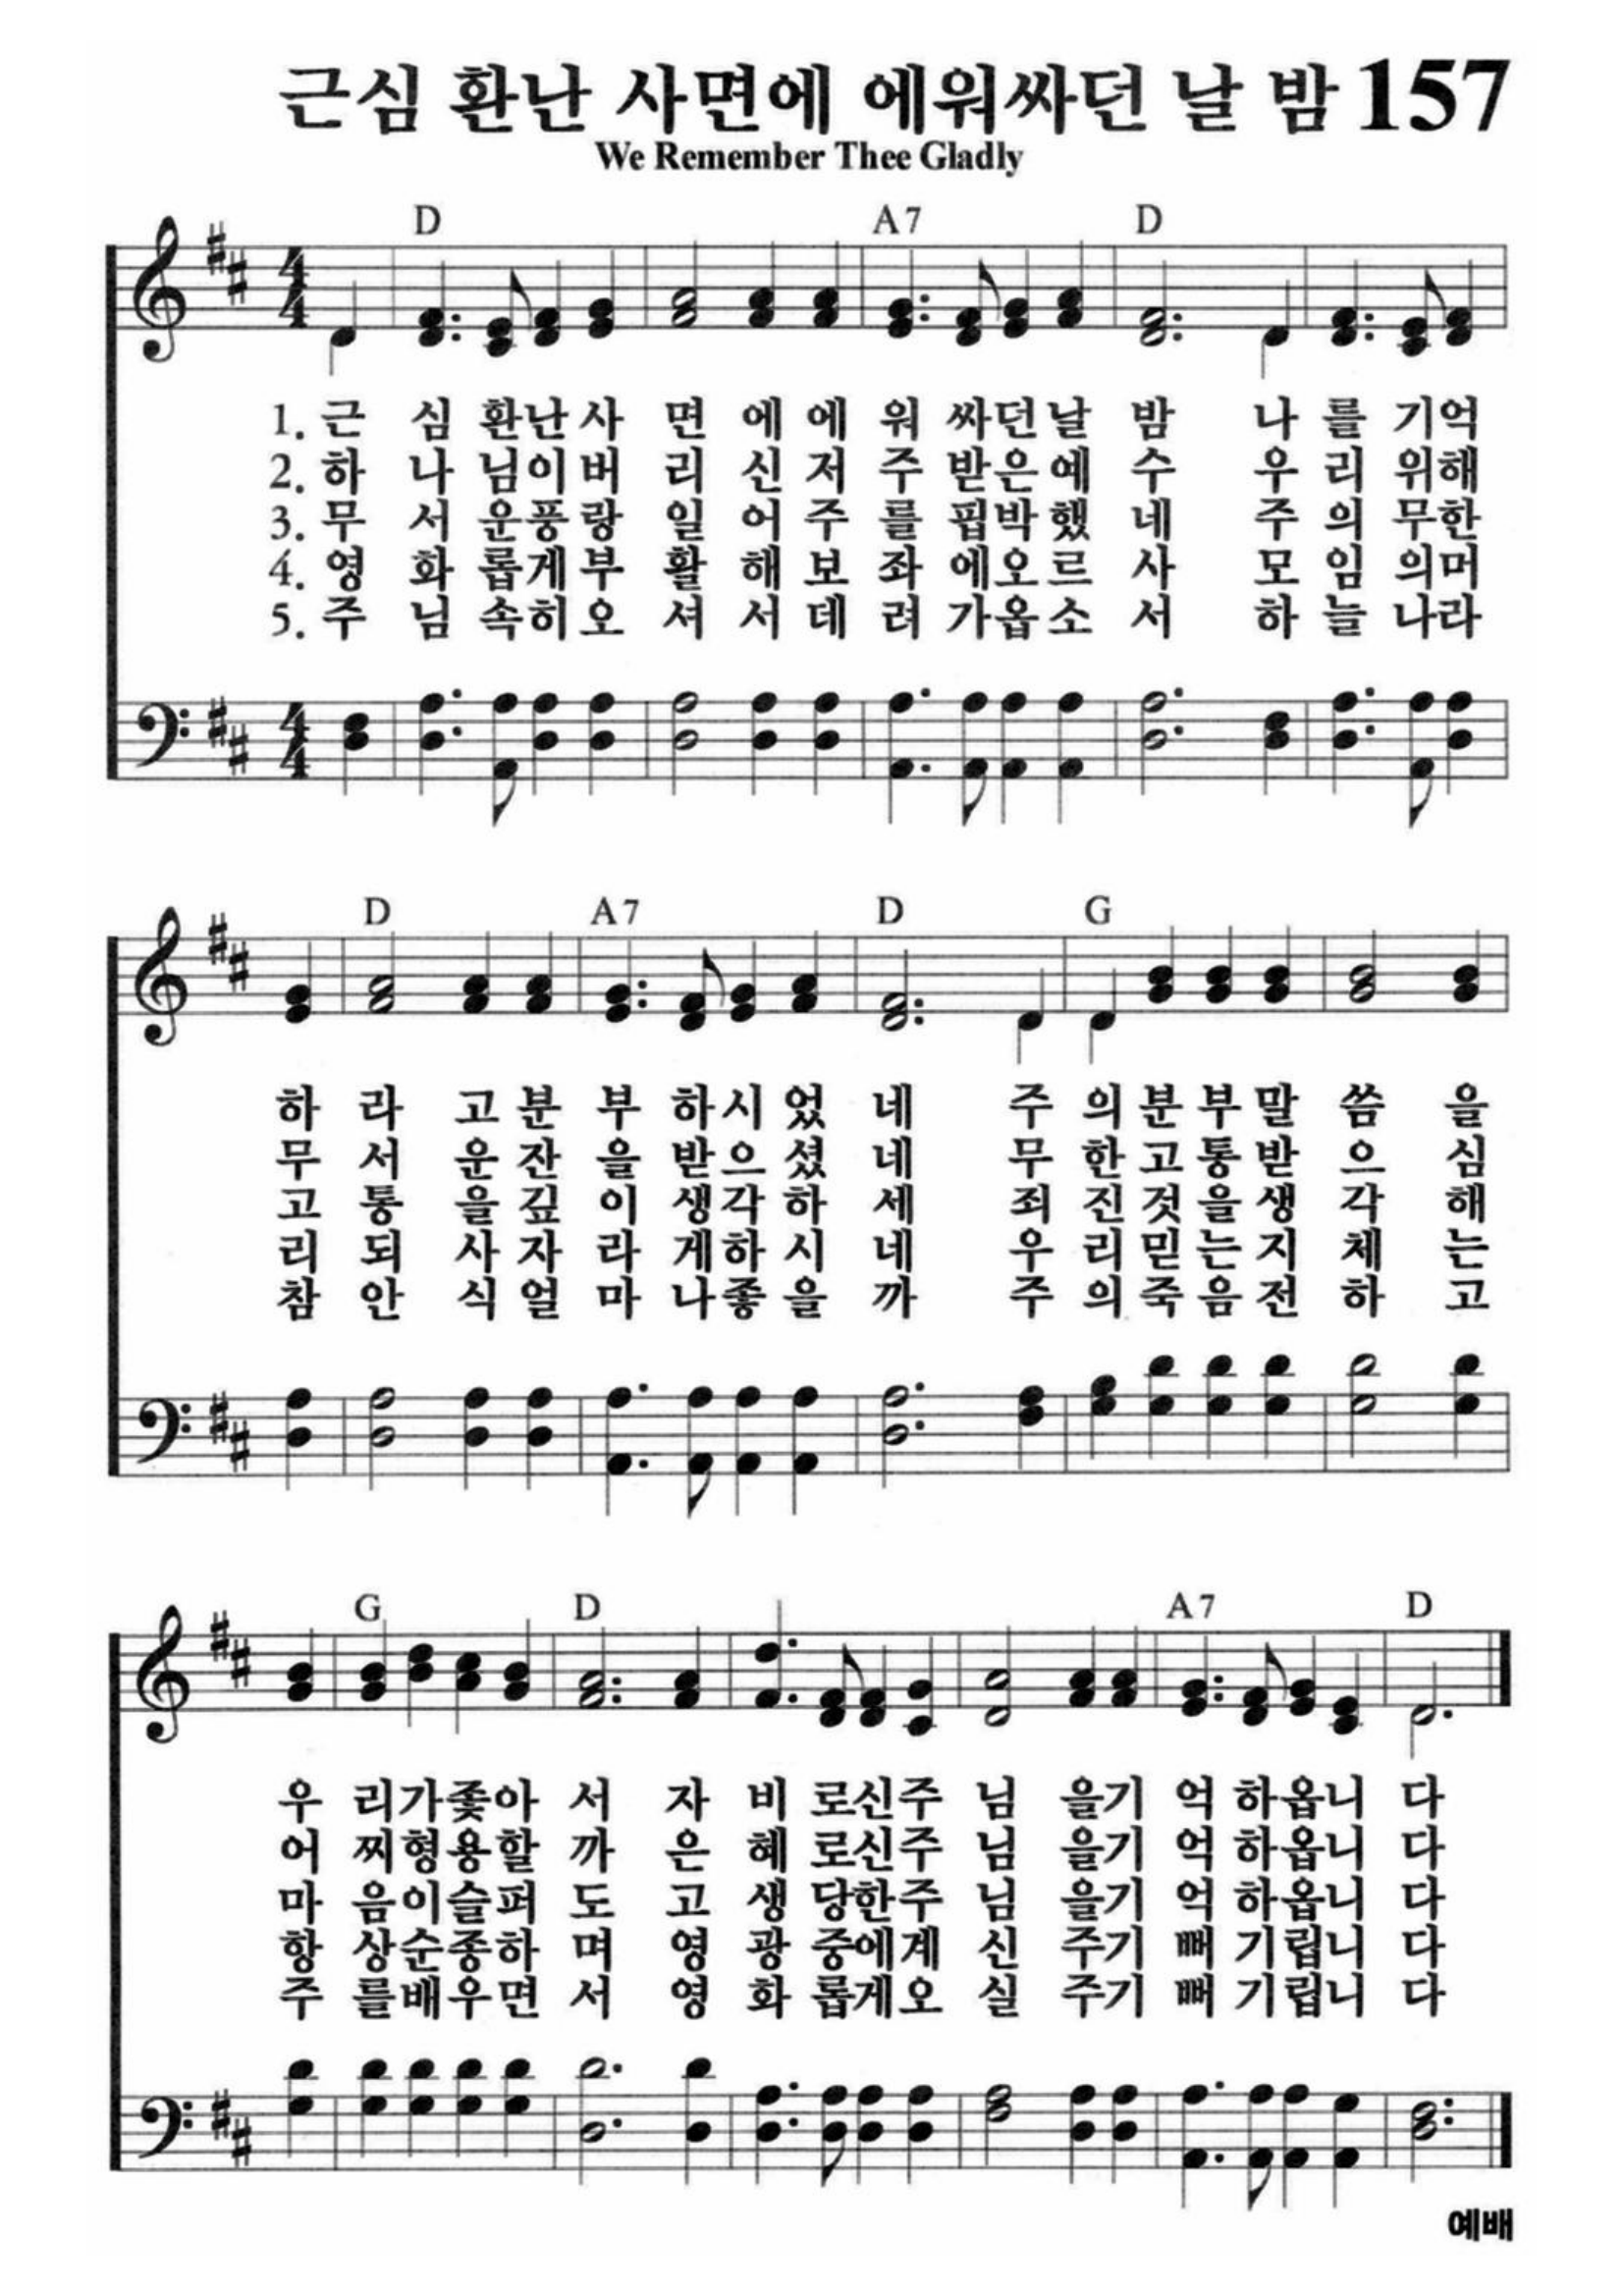 근심 환난 사면에 에워싸던 날 밤 157
We Remember Thee Gladly
D A7 D
4 4
1. 근 심 환난사 면 에 에 워 싸던날 밤 나 를 기억
2. 하 나 님이버 리 신 저 주 받은예 수 우 리 위해
3. 무 서 운풍랑 일 어 주 를 핍박했 네 주 의 무한
4. 영 화 롭게부 활 해 보 좌 에오르 사 모 임 의머
5. 주 님 속히오 셔 서 데 려 가옵소 서 하 늘 나라
4 4
D A7 D G
하 라 고 분 부 하시 었 네 주 의 분 부 말 씀 을
무 서 운 잔 을 받으 셨 네 무 한 고 통 받 으 심
고 통 을 깊 이 생각 하 세 죄 진 것 을 생 각 해
리 되 사 자 라 게하 시 네 우 리 믿 는 지 체 는
참 안 식 얼 마 나좋 을 까 주 의 죽 음 전 하 고
G D A7 D
우 리가좇아 서 자 비 로신주 님 을기 억 하옵니 다
어 찌형용할 까 은 혜 로신주 님 을기 억 하옵니 다
마 음이슬퍼 도 고 생 당한주 님 을기 억 하옵니 다
항 상순종하 며 영 광 중에계 신 주기 뻐 기립니 다
주 를배우면 서 영 화 롭게오 실 주기 뻐 기립니 다
예배